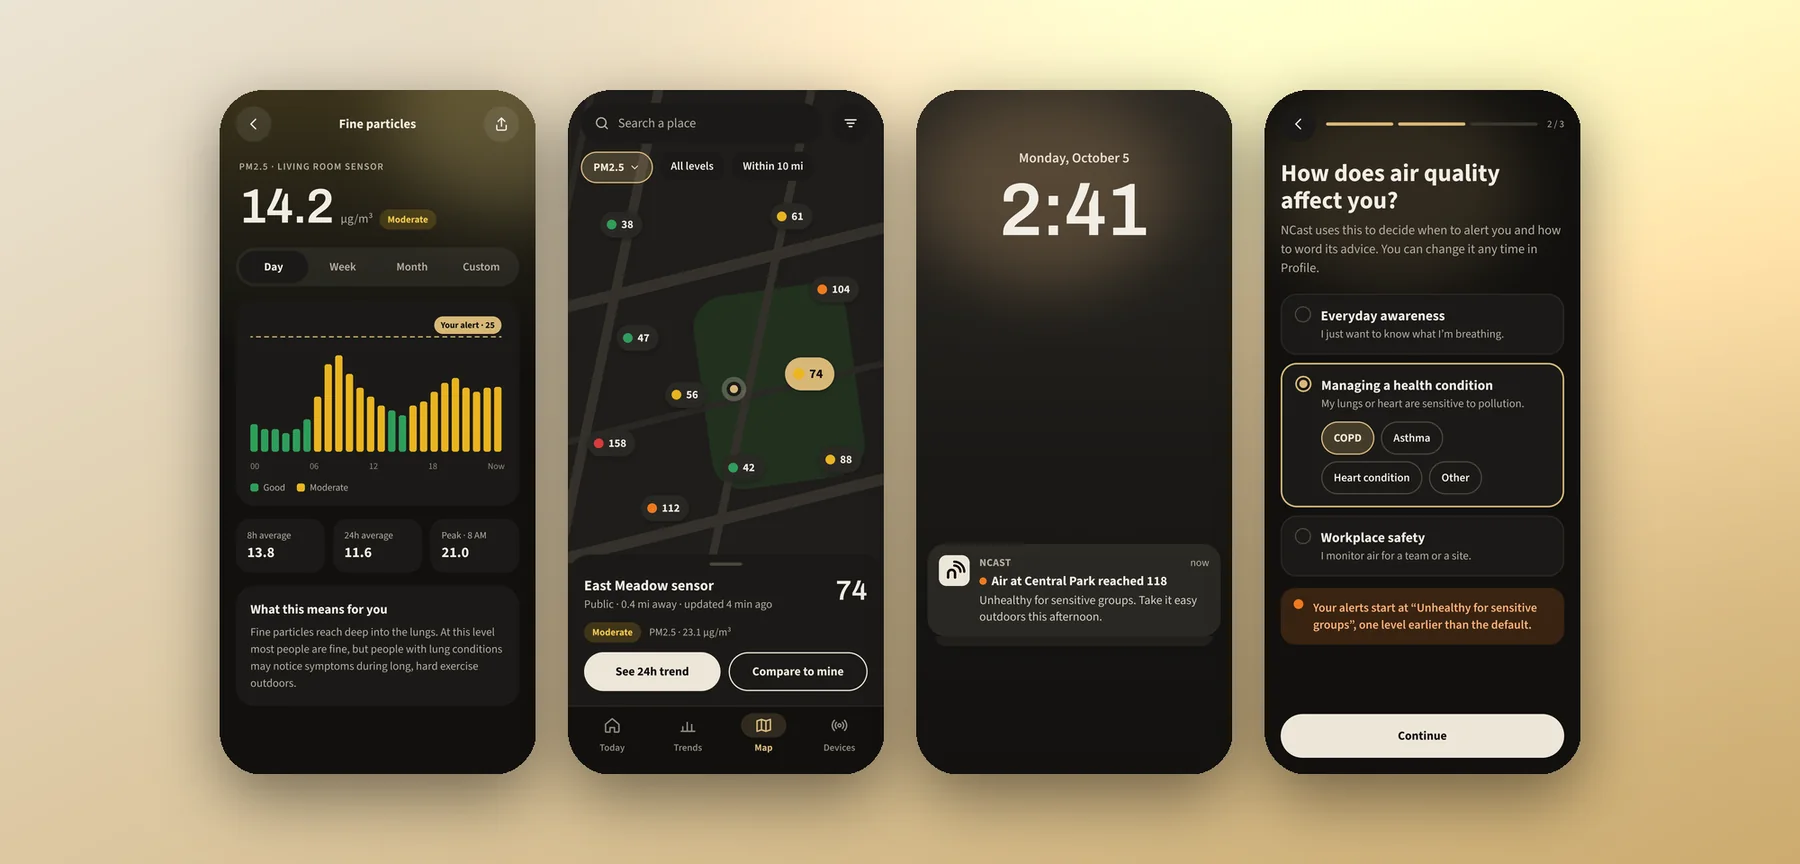 Fine particles
PM2.5 · LIVING ROOM SENSOR
14.2 µg/m³ Moderate
Day Week Month Custom
Your alert · 25
00 06 12 18 Now
Good Moderate
8h average 24h average Peak · 8 AM
13.8 11.6 21.0
What this means for you
Fine particles reach deep into the lungs. At this level
most people are fine, but people with lung conditions
may notice symptoms during long, hard exercise
outdoors.
Search a place
PM2.5 All levels Within 10 mi
38
61
104
47
74
56
158
42
88
112
East Meadow sensor
74
Public · 0.4 mi away · updated 4 min ago
Moderate PM2.5 · 23.1 µg/m³
See 24h trend Compare to mine
Today Trends Map Devices
Monday, October 5
2:41
NCAST now
Air at Central Park reached 118
Unhealthy for sensitive groups. Take it easy
outdoors this afternoon.
2 / 3
How does air quality
affect you?
NCast uses this to decide when to alert you and how
to word its advice. You can change it any time in
Profile.
Everyday awareness
I just want to know what I'm breathing.
Managing a health condition
My lungs or heart are sensitive to pollution.
COPD Asthma
Heart condition Other
Workplace safety
I monitor air for a team or a site.
Your alerts start at “Unhealthy for sensitive
groups”, one level earlier than the default.
Continue